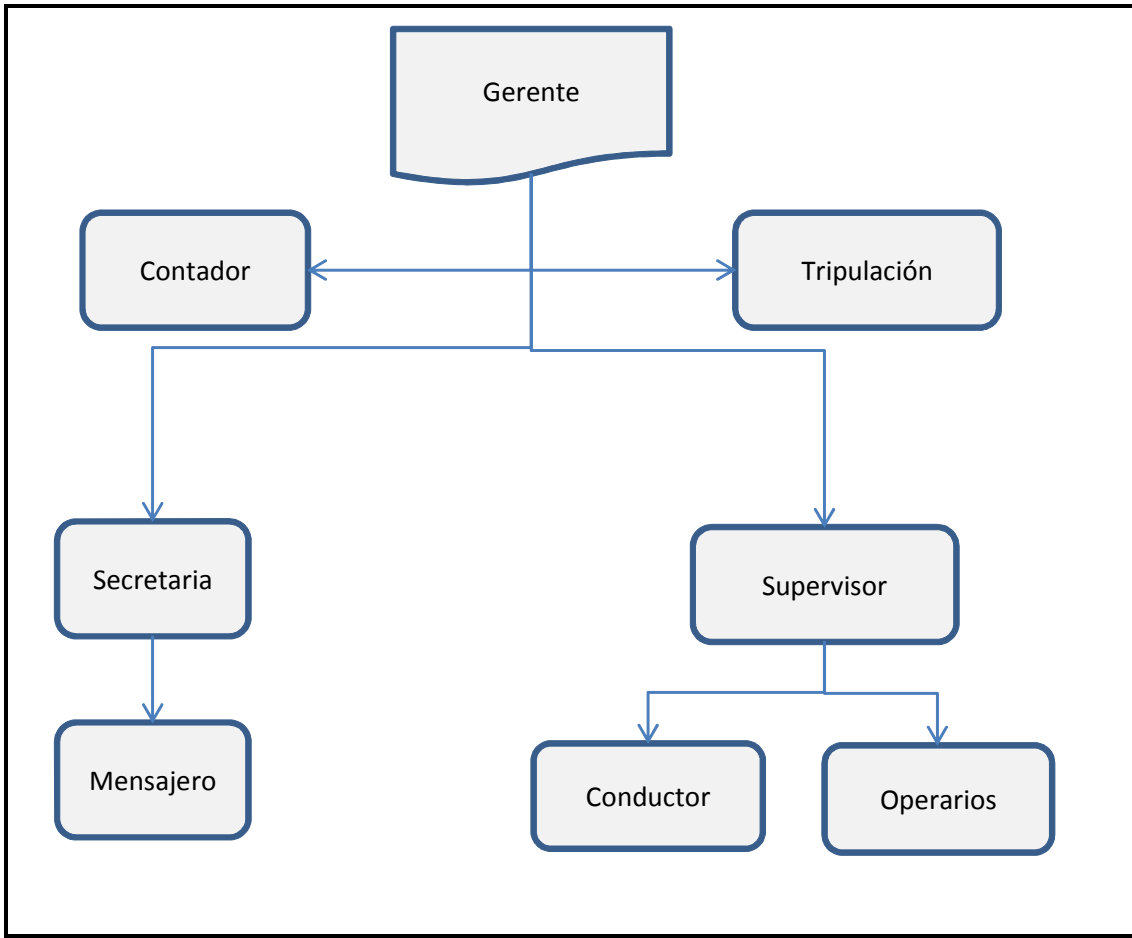 Gerente
Contador
Tripulación
Secretaria
Supervisor
Mensajero
Conductor
Operarios